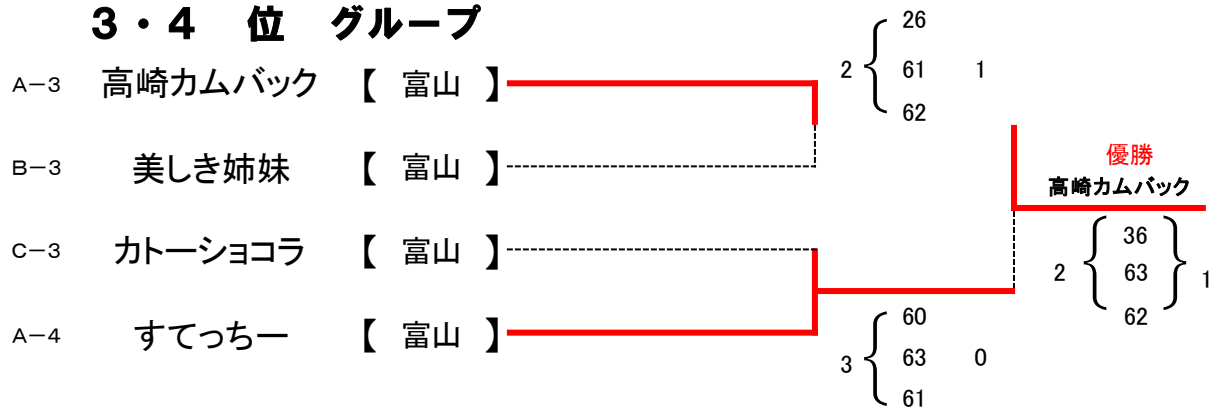 ３・４　位　グループ
A－3 高崎カムバック 【 富山 】
B－3 美しき姉妹 【 富山 】
C－3 カトーショコラ 【 富山 】
A－4 すてっちー 【 富山 】
26
2 { 61 1
62
60
3 { 63 0
61
優勝
高崎カムバック
36
2 { 63 } 1
62